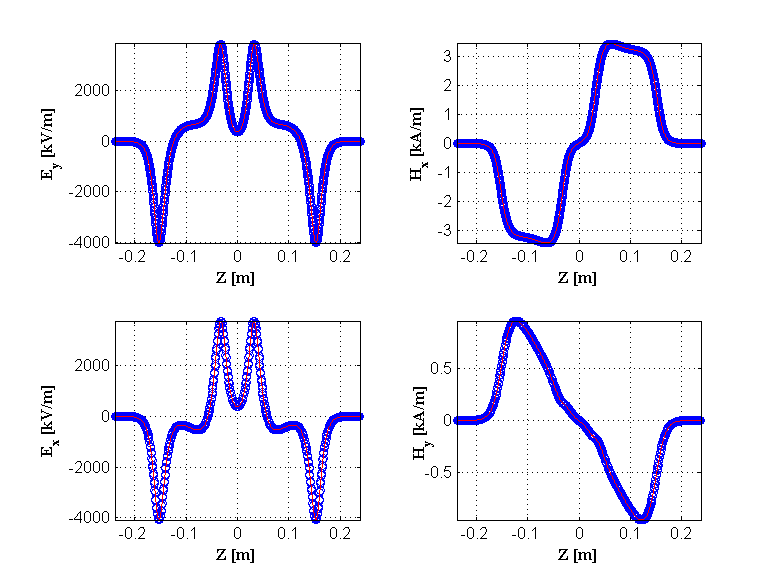 2000
0
-2000
-4000
E_y [kV/m]
-0.2 -0.1 0 0.1 0.2
Z [m]
3
2
1
0
-1
-2
-3
H_x [kA/m]
-0.2 -0.1 0 0.1 0.2
Z [m]
2000
0
-2000
-4000
E_x [kV/m]
-0.2 -0.1 0 0.1 0.2
Z [m]
0.5
0
-0.5
H_y [kA/m]
-0.2 -0.1 0 0.1 0.2
Z [m]